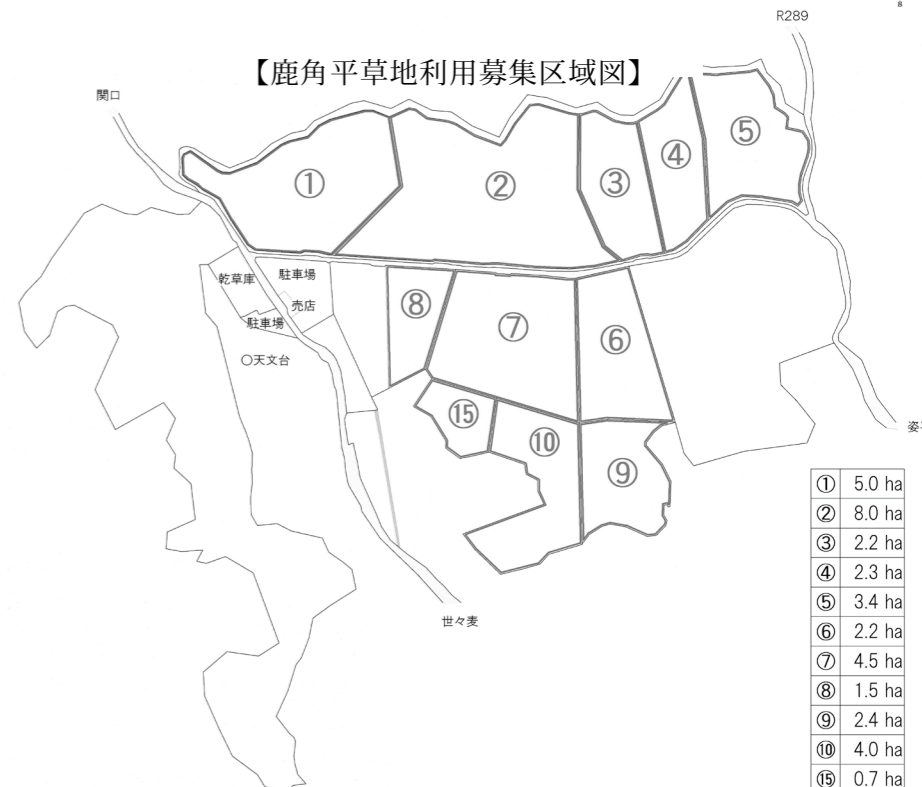 8
R289
【鹿角平草地利用募集区域図】
関口
①
②
③
④
⑤
乾草庫
駐車場
売店
駐車場
○天文台
⑧
⑦
⑥
⑮
⑩
⑨
姿
世々麦
① 5.0 ha
② 8.0 ha
③ 2.2 ha
④ 2.3 ha
⑤ 3.4 ha
⑥ 2.2 ha
⑦ 4.5 ha
⑧ 1.5 ha
⑨ 2.4 ha
⑩ 4.0 ha
⑮ 0.7 ha